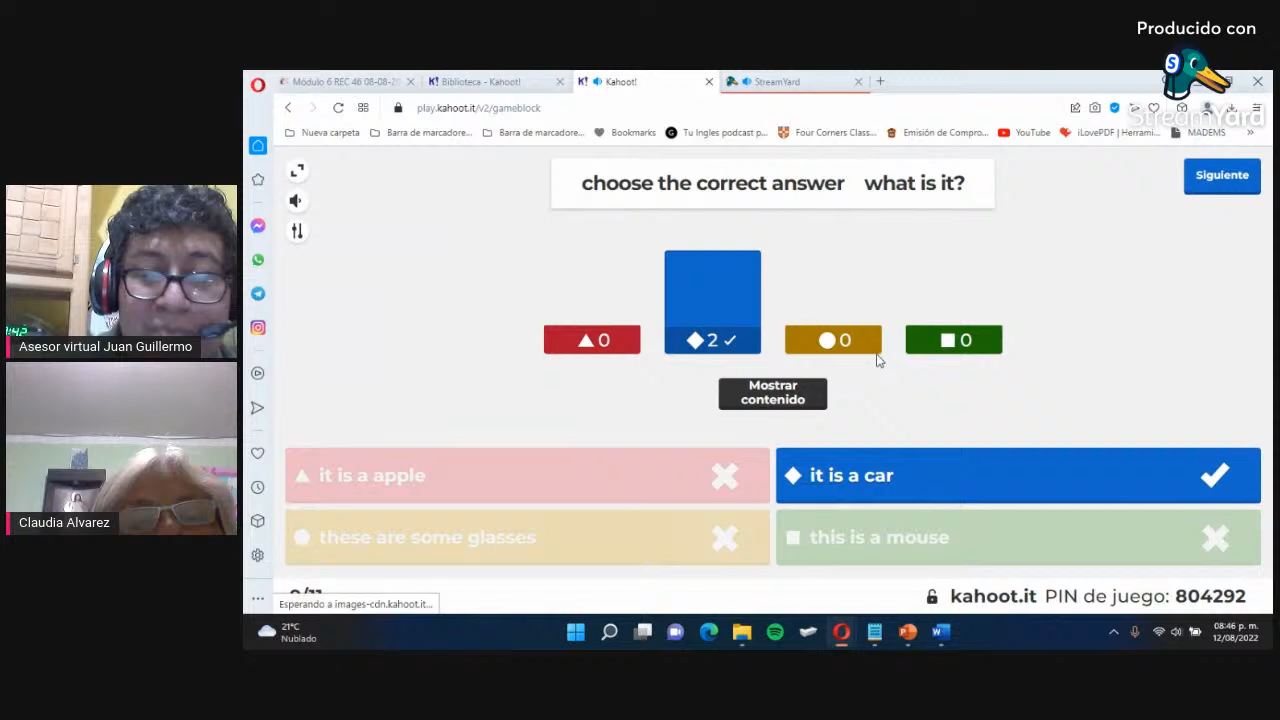 Producido con
StreamYard
Módulo 6 REC 46 08-08-20
K! Biblioteca - Kahoot!
K! Kahoot!
StreamYard
play.kahoot.it/v2/gameblock
Nueva carpeta
Barra de marcadore...
Barra de marcadore...
Bookmarks
Tu Ingles podcast p...
Four Corners Class...
Emisión de Compro...
YouTube
iLovePDF | Herrami...
MADEMS
choose the correct answer what is it?
Siguiente
0
2
0
0
Mostrar
contenido
it is a apple
it is a car
these are some glasses
this is a mouse
kahoot.it PIN de juego: 804292
Esperando a images-cdn.kahoot.it...
Asesor virtual Juan Guillermo
Claudia Alvarez
21°C
Nublado
08:46 p. m.
12/08/2022